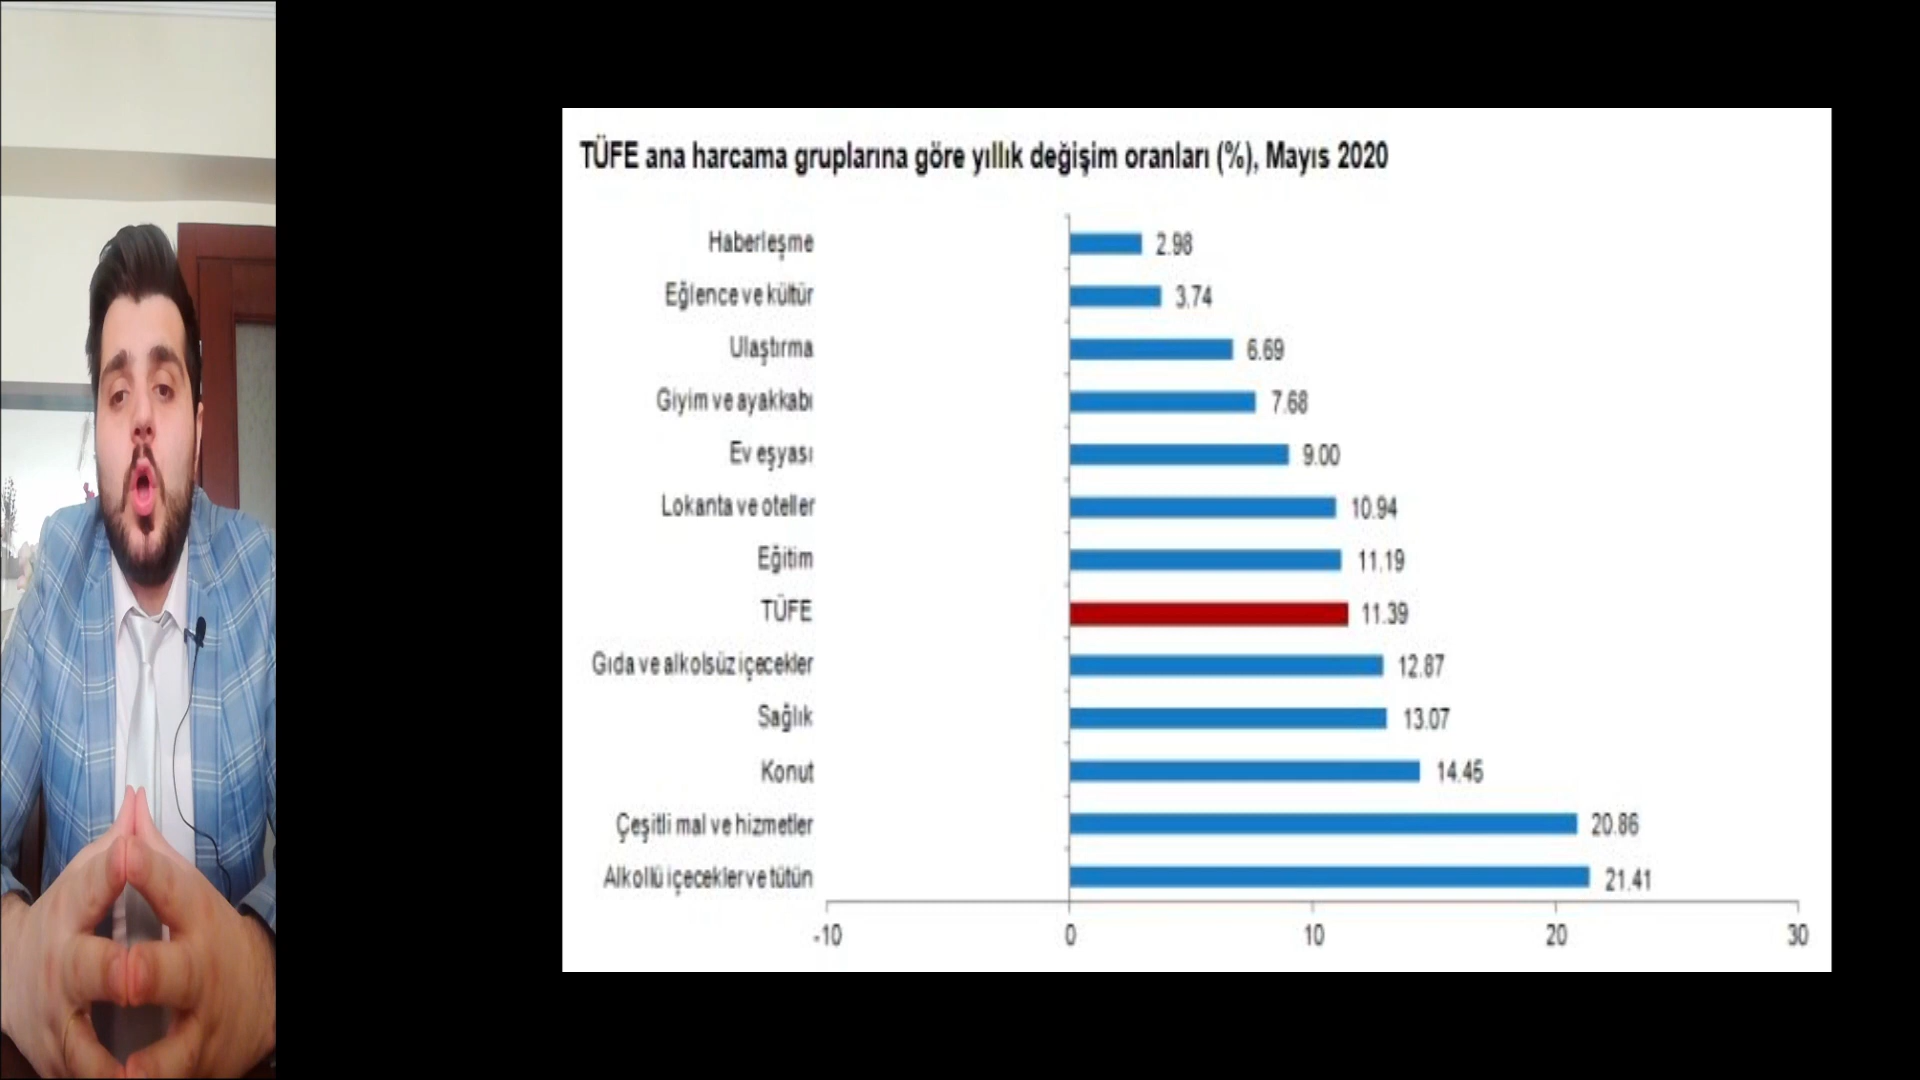 TÜFE ana harcama gruplarına göre yıllık değişim oranları (%), Mayıs 2020
Haberleşme 2.98
Eğlence ve kültür 3.74
Ulaştırma 6.69
Giyim ve ayakkabı 7.68
Ev eşyası 9.00
Lokanta ve oteller 10.94
Eğitim 11.19
TÜFE 11.39
Gıda ve alkolsüz içecekler 12.87
Sağlık 13.07
Konut 14.45
Çeşitli mal ve hizmetler 20.86
Alkollü içecekler ve tütün 21.41
-10 0 10 20 30